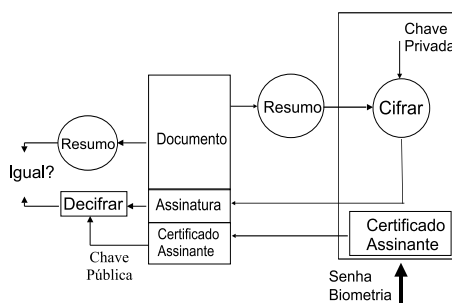 Chave
Privada
Resumo
Cifrar
Resumo
Documento
Igual?
Decifrar
Assinatura
Certificado
Assinante
Certificado
Assinante
Chave
Pública
Senha
Biometria